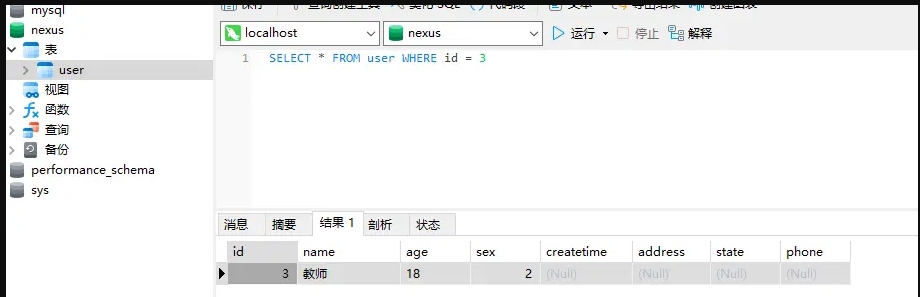 mysql
nexus
表
user
视图
函数
查询
备份
performance_schema
sys
localhost
nexus
运行
停止
解释
1 SELECT * FROM user WHERE id = 3
消息 摘要 结果 1 剖析 状态
id name age sex createtime address state phone
3 教师 18 2 (Null) (Null) (Null) (Null)